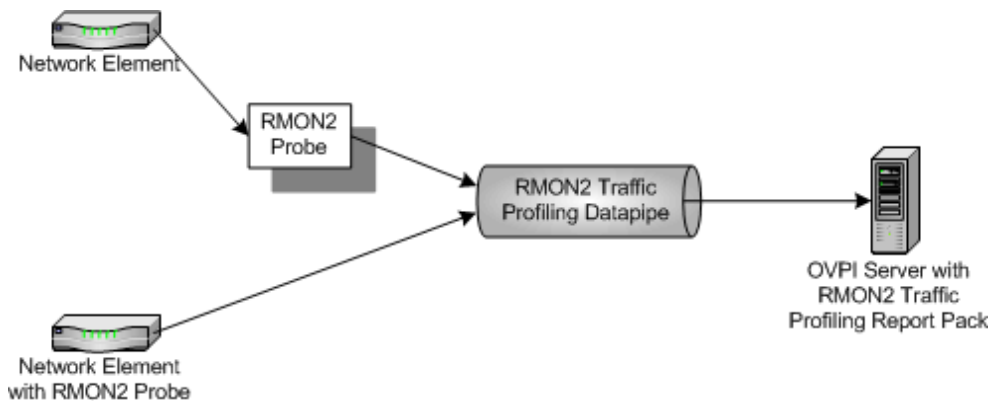 Network Element
RMON2
Probe
RMON2 Traffic
Profiling Datapipe
OVPI Server with
RMON2 Traffic
Profiling Report Pack
Network Element
with RMON2 Probe